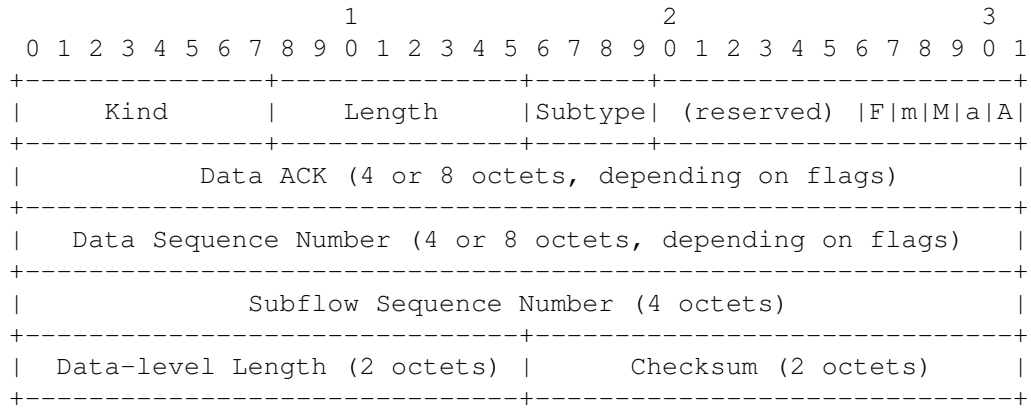 1                   2                   3
 0 1 2 3 4 5 6 7 8 9 0 1 2 3 4 5 6 7 8 9 0 1 2 3 4 5 6 7 8 9 0 1
+---------------+---------------+-------+----------------------+
|     Kind      |    Length     |Subtype| (reserved) |F|m|M|a|A|
+---------------+---------------+-------+----------------------+
|           Data ACK (4 or 8 octets, depending on flags)       |
+--------------------------------------------------------------+
|   Data Sequence Number (4 or 8 octets, depending on flags)   |
+--------------------------------------------------------------+
|              Subflow Sequence Number (4 octets)              |
+-------------------------------+------------------------------+
|  Data-level Length (2 octets) |      Checksum (2 octets)     |
+-------------------------------+------------------------------+